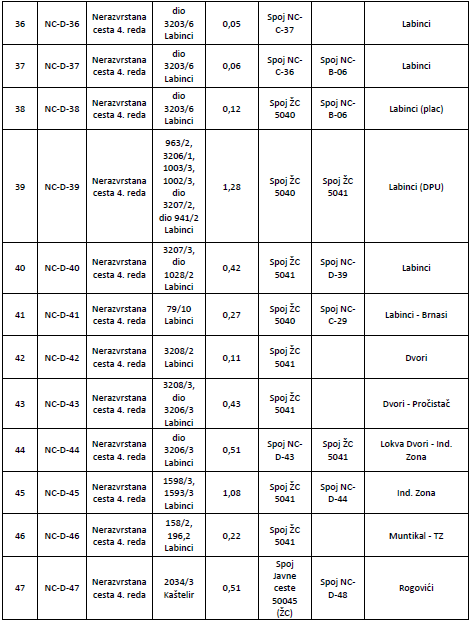 36 NC-D-36 Nerazvrstana cesta 4. reda dio 3203/6 Labinci 0,05 Spoj NC-C-37 Labinci
37 NC-D-37 Nerazvrstana cesta 4. reda dio 3203/6 Labinci 0,06 Spoj NC-C-36 Spoj NC-B-06 Labinci
38 NC-D-38 Nerazvrstana cesta 4. reda dio 3203/6 Labinci 0,12 Spoj ŽC 5040 Spoj NC-B-06 Labinci (plac)
39 NC-D-39 Nerazvrstana cesta 4. reda 963/2, 3206/1, 1003/3, 1002/3, dio 3207/2, dio 941/2 Labinci 1,28 Spoj ŽC 5040 Spoj ŽC 5041 Labinci (DPU)
40 NC-D-40 Nerazvrstana cesta 4. reda 3207/3, dio 1028/2 Labinci 0,42 Spoj ŽC 5041 Spoj NC-D-39 Labinci
41 NC-D-41 Nerazvrstana cesta 4. reda 79/10 Labinci 0,27 Spoj ŽC 5040 Spoj NC-C-29 Labinci - Brnasi
42 NC-D-42 Nerazvrstana cesta 4. reda 3208/2 Labinci 0,11 Spoj ŽC 5041 Dvori
43 NC-D-43 Nerazvrstana cesta 4. reda 3208/3, dio 3206/3 Labinci 0,43 Spoj ŽC 5041 Dvori - Pročistač
44 NC-D-44 Nerazvrstana cesta 4. reda dio 3206/3 Labinci 0,51 Spoj NC-D-43 Spoj ŽC 5041 Lokva Dvori - Ind. Zona
45 NC-D-45 Nerazvrstana cesta 4. reda 1598/3, 1593/3 Labinci 1,08 Spoj ŽC 5041 Spoj NC-D-44 Ind. Zona
46 NC-D-46 Nerazvrstana cesta 4. reda 158/2, 196,2 Labinci 0,22 Spoj ŽC 5041 Muntikal - TZ
47 NC-D-47 Nerazvrstana cesta 4. reda 2034/3 Kaštelir 0,51 Spoj Javne ceste 50045 (ŽC) Spoj NC-D-48 Rogovići